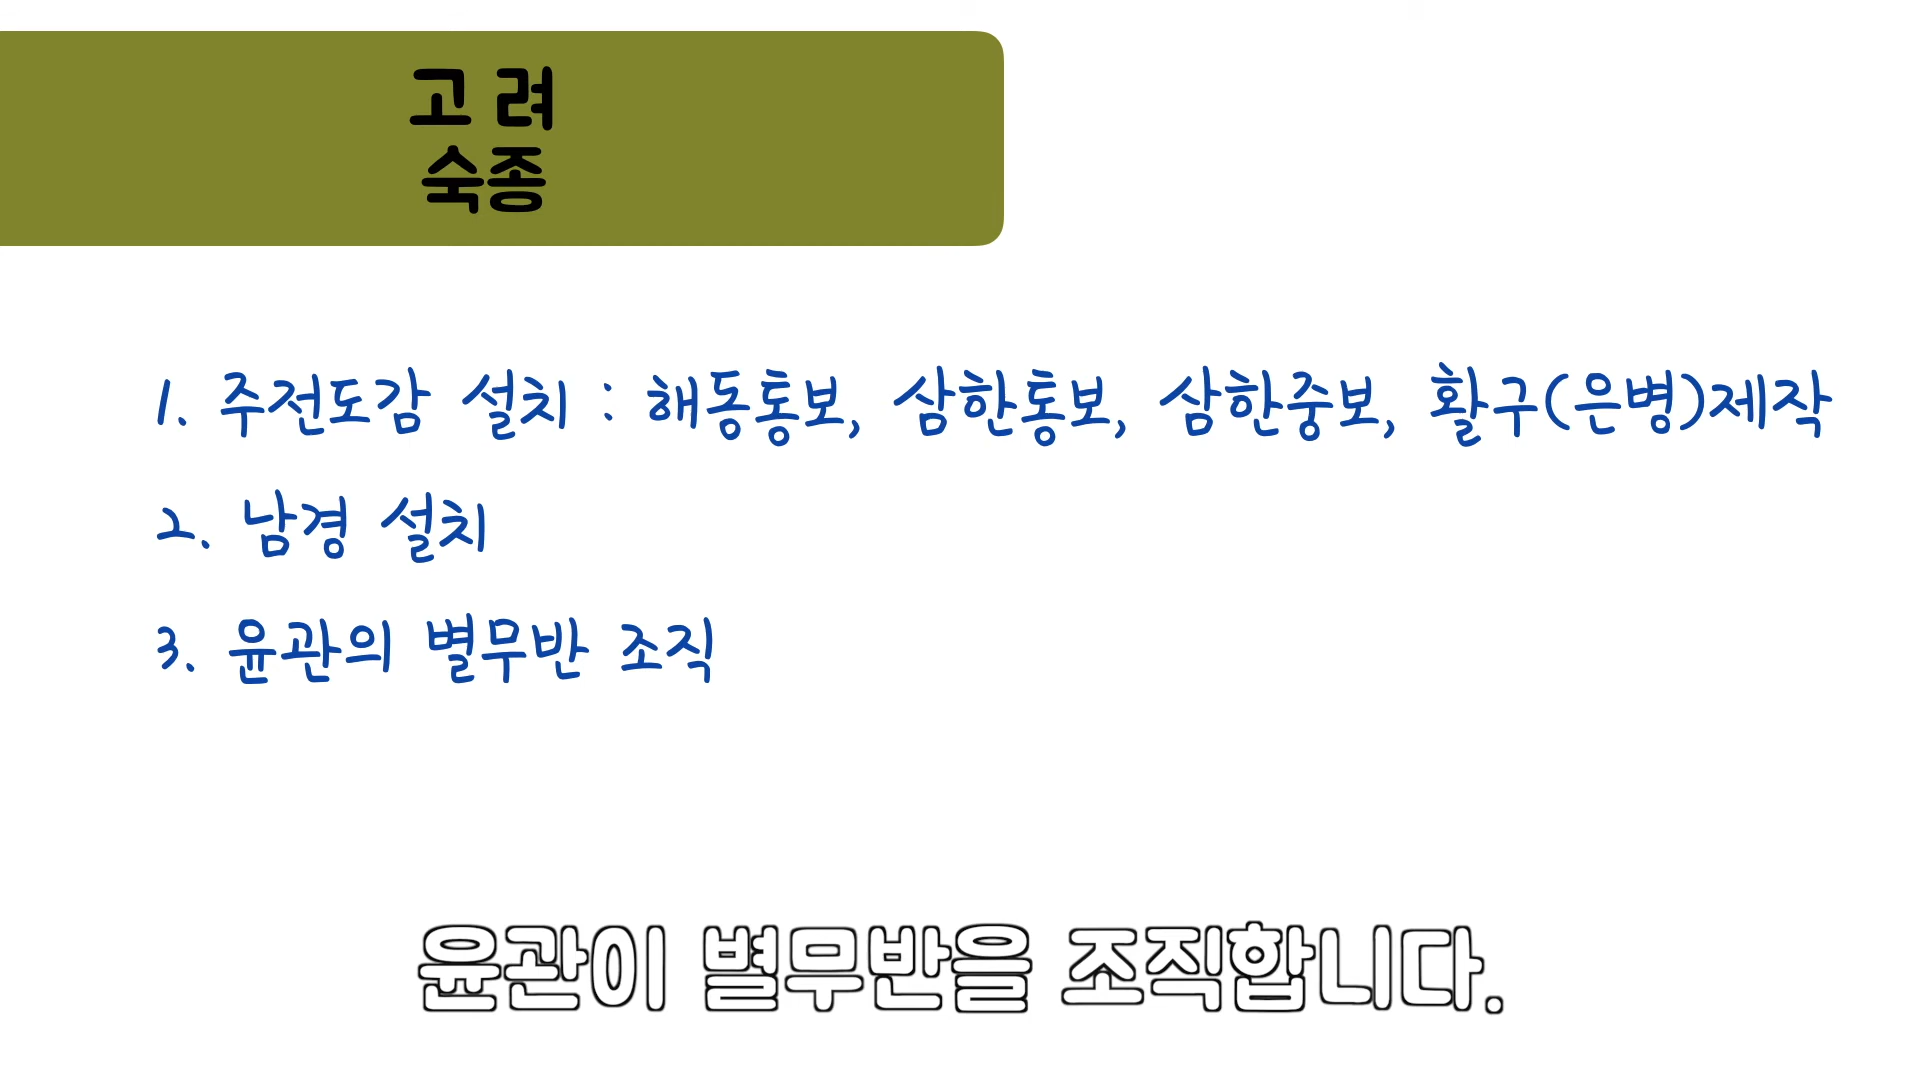 고 려
숙종
1. 주전도감 설치 : 해동통보, 삼한통보, 삼한중보, 활구(은병)제작
2. 남경 설치
3. 윤관의 별무반 조직
윤관이 별무반을 조직합니다.